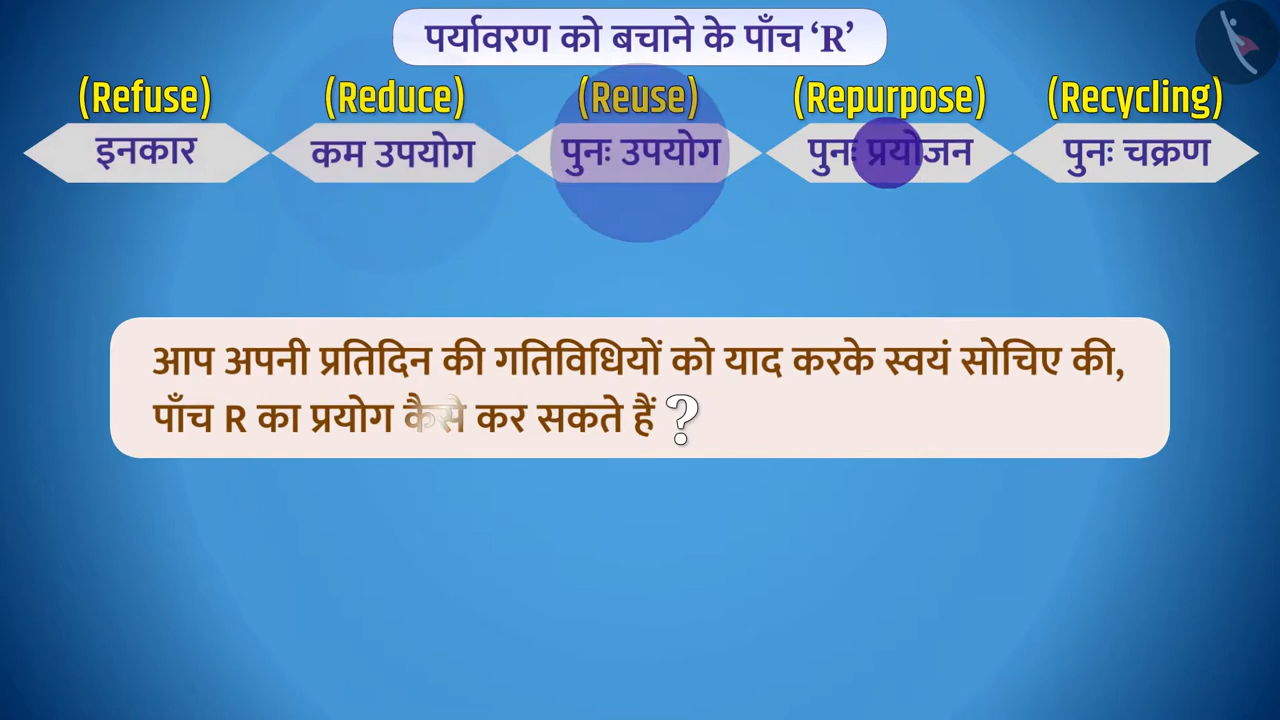 पर्यावरण को बचाने के पाँच ‘R’
(Refuse) (Reduce) (Reuse) (Repurpose) (Recycling)
इनकार कम उपयोग पुनः उपयोग पुनः प्रयोजन पुनः चक्रण
आप अपनी प्रतिदिन की गतिविधियों को याद करके स्वयं सोचिए की,
पाँच R का प्रयोग कैसे कर सकते हैं ?